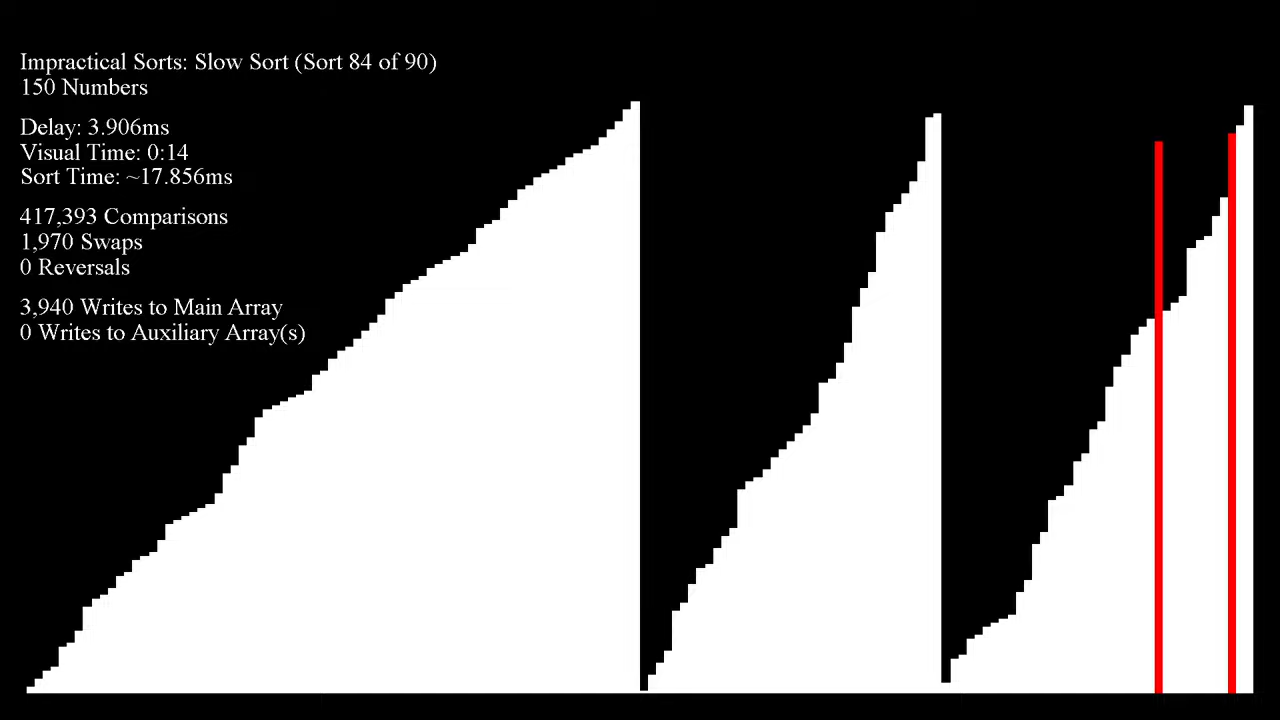 Impractical Sorts: Slow Sort (Sort 84 of 90)
150 Numbers
Delay: 3.906ms
Visual Time: 0:14
Sort Time: ~17.856ms
417,393 Comparisons
1,970 Swaps
0 Reversals
3,940 Writes to Main Array
0 Writes to Auxiliary Array(s)